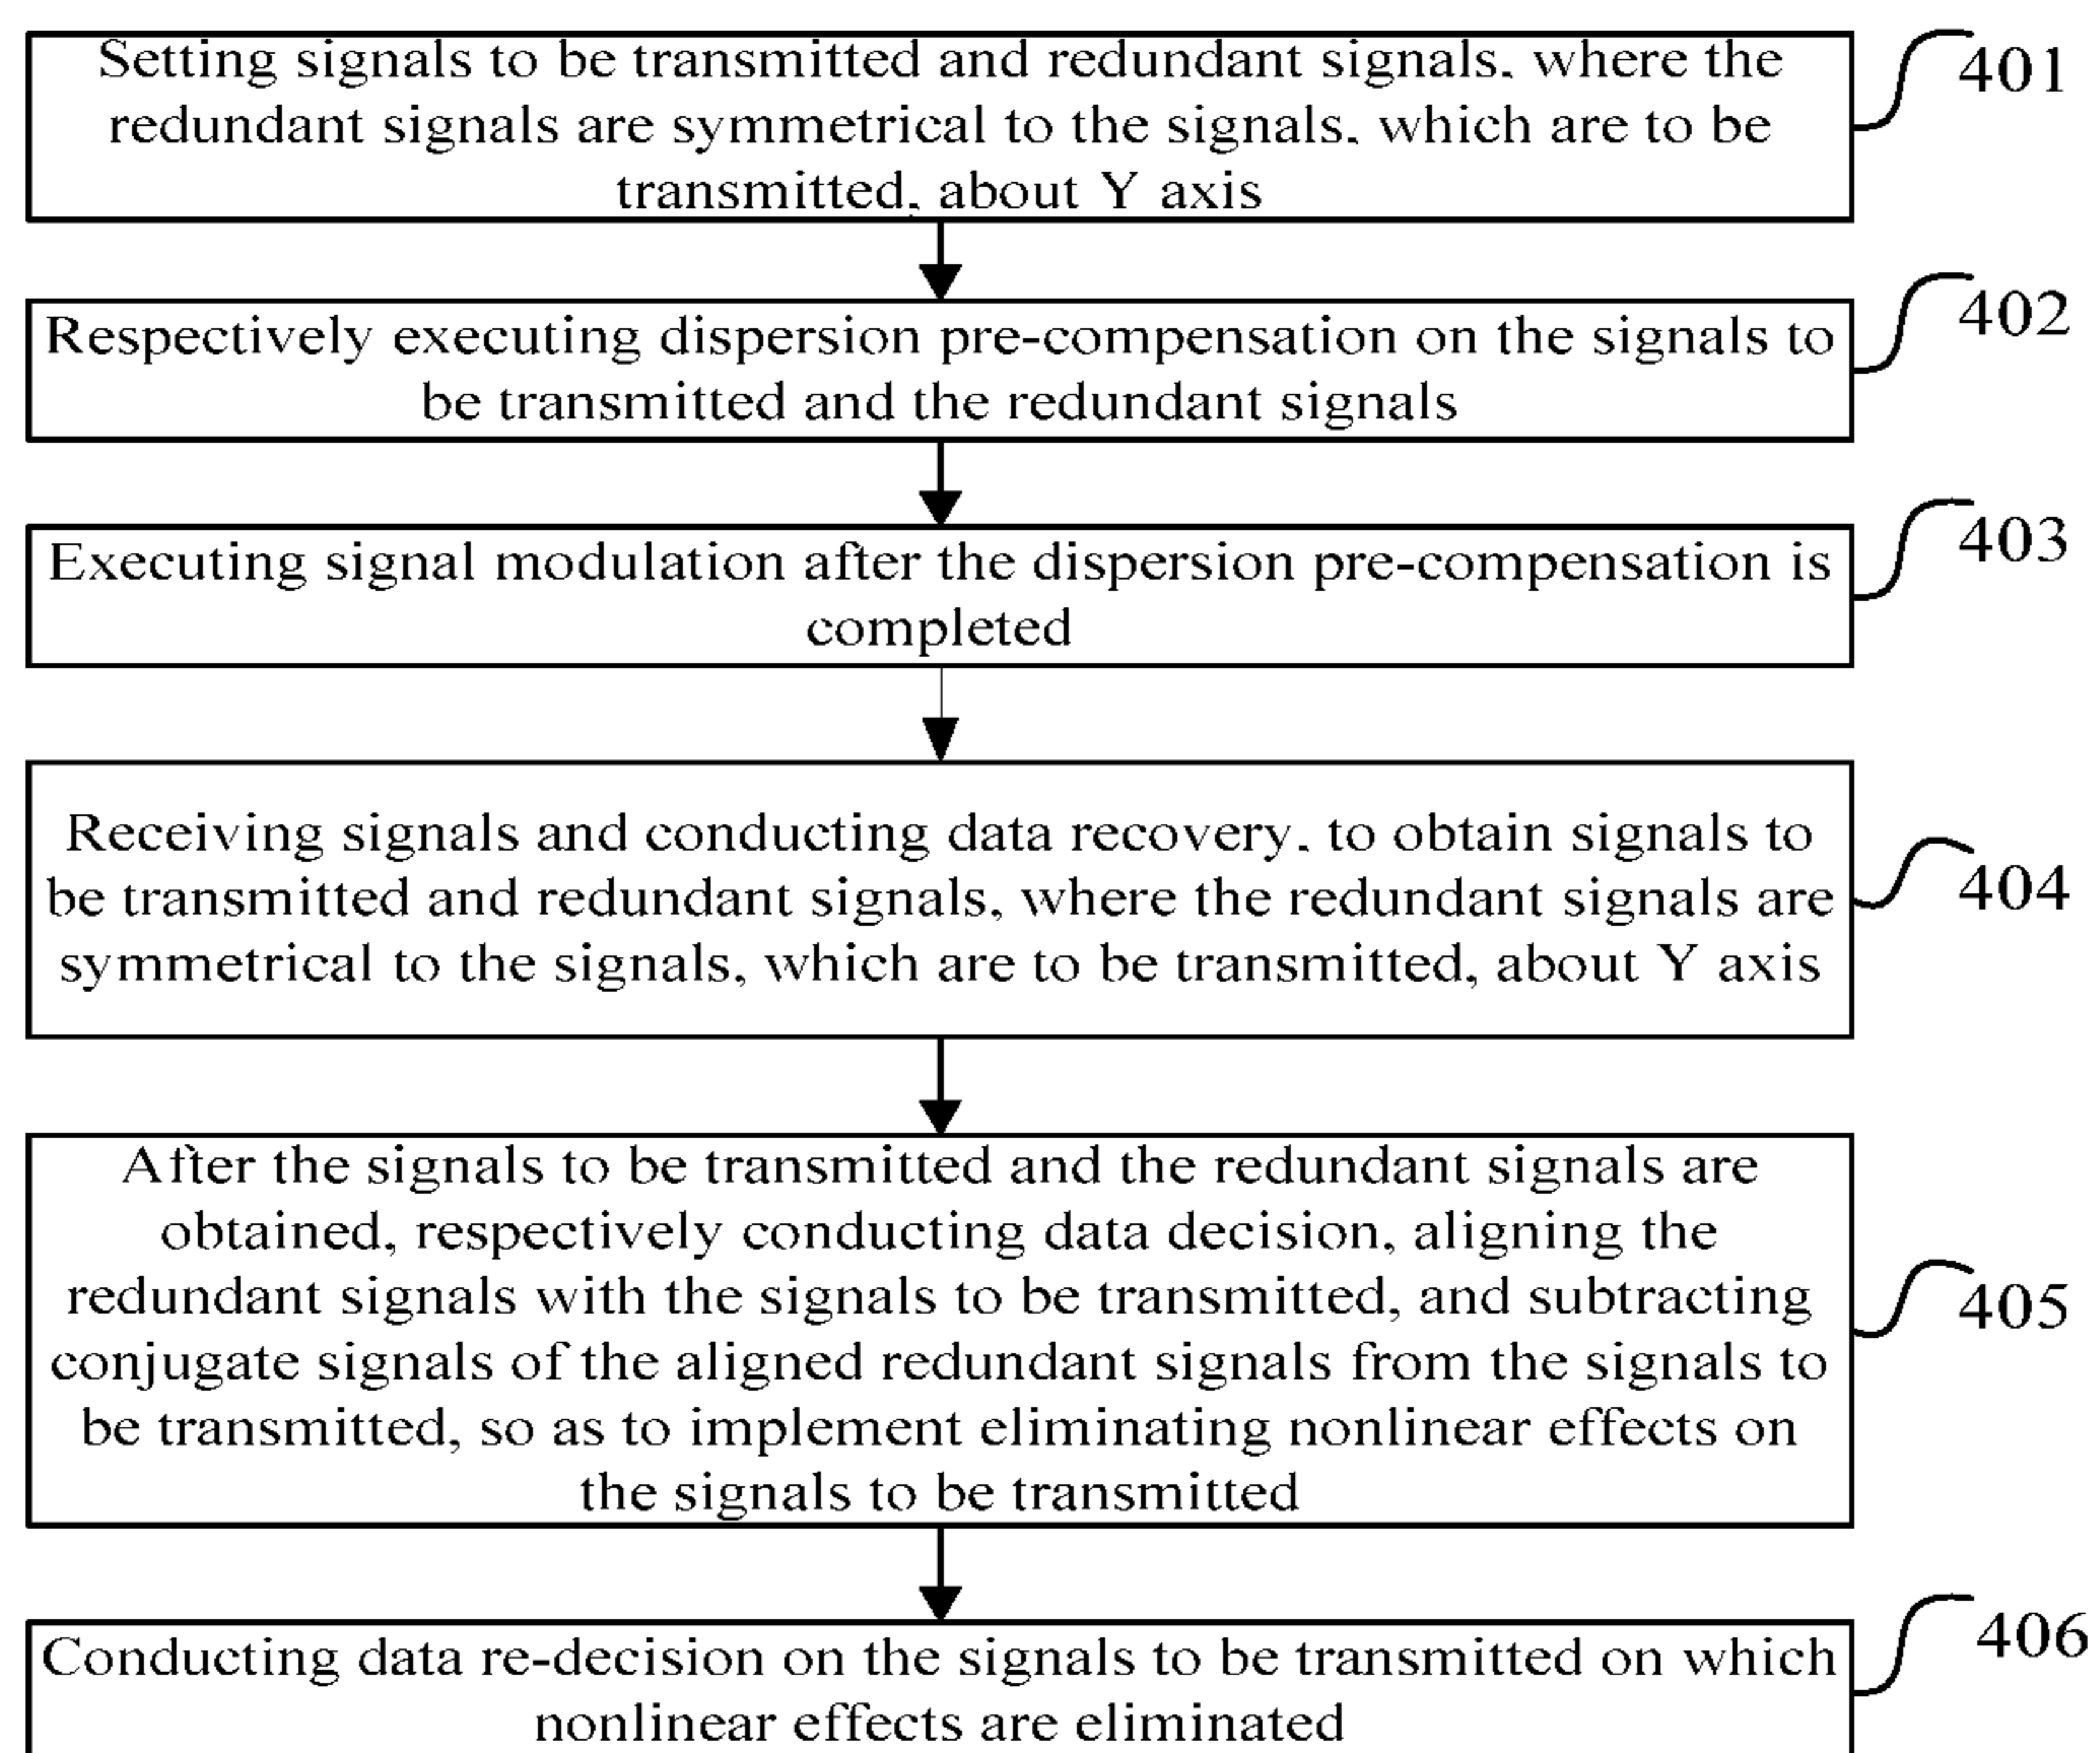 Setting signals to be transmitted and redundant signals, where the
redundant signals are symmetrical to the signals, which are to be
transmitted, about Y axis
401
Respectively executing dispersion pre-compensation on the signals to
be transmitted and the redundant signals
402
Executing signal modulation after the dispersion pre-compensation is
completed
403
Receiving signals and conducting data recovery, to obtain signals to
be transmitted and redundant signals, where the redundant signals are
symmetrical to the signals, which are to be transmitted, about Y axis
404
After the signals to be transmitted and the redundant signals are
obtained, respectively conducting data decision, aligning the
redundant signals with the signals to be transmitted, and subtracting
conjugate signals of the aligned redundant signals from the signals to
be transmitted, so as to implement eliminating nonlinear effects on
the signals to be transmitted
405
Conducting data re-decision on the signals to be transmitted on which
nonlinear effects are eliminated
406